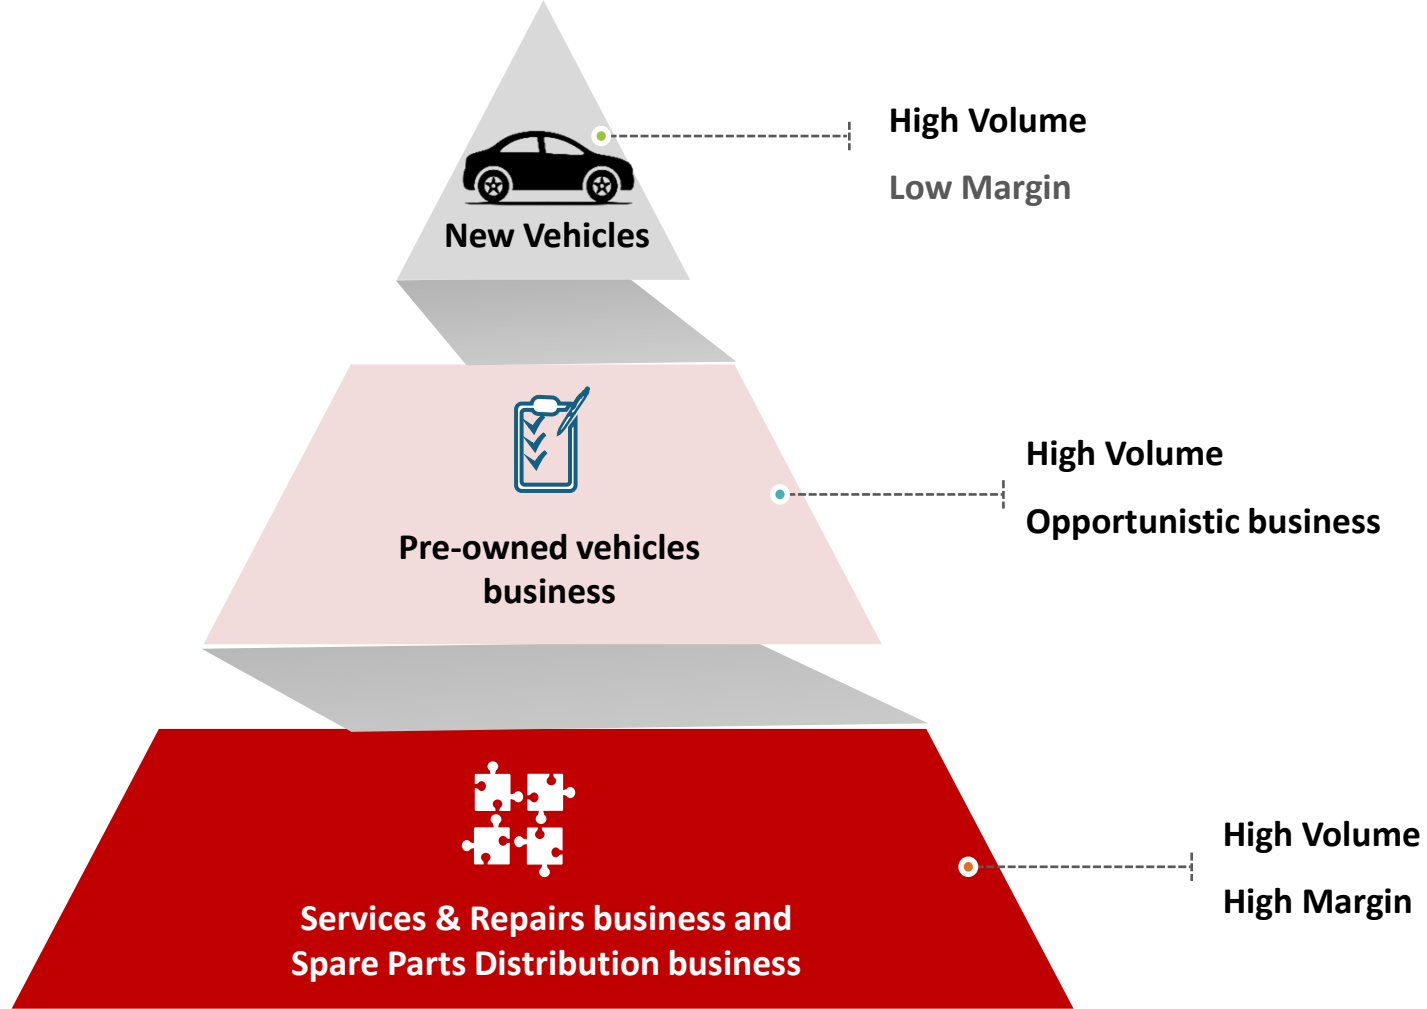 High Volume
Low Margin
New Vehicles
High Volume
Opportunistic business
Pre-owned vehicles
business
High Volume
High Margin
Services & Repairs business and
Spare Parts Distribution business